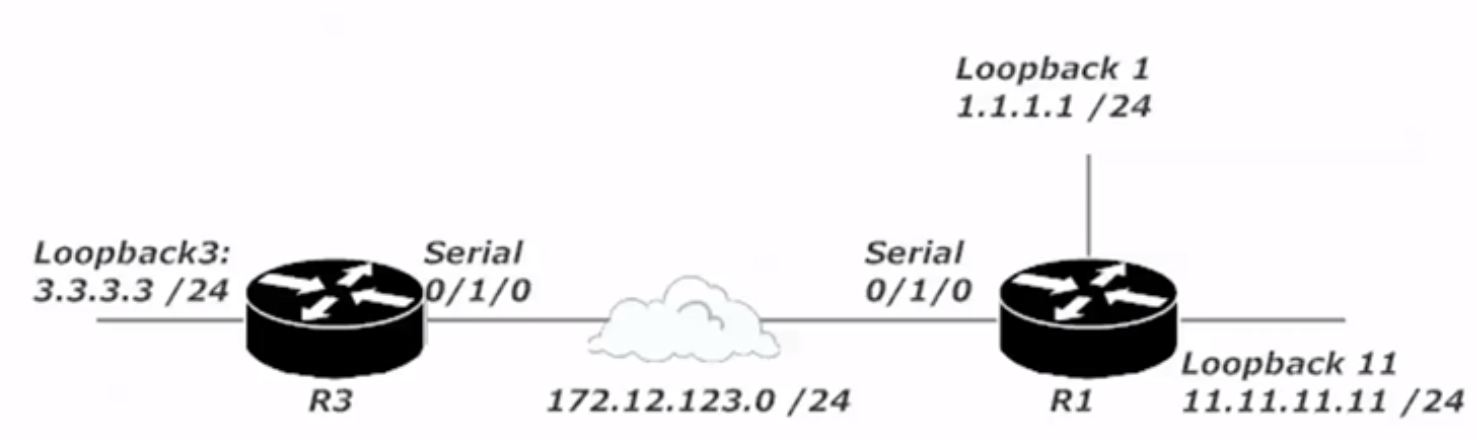 Loopback 1
1.1.1.1 /24
Loopback3:
3.3.3.3 /24
Serial
0/1/0
Serial
0/1/0
R3
172.12.123.0 /24
R1
Loopback 11
11.11.11.11 /24